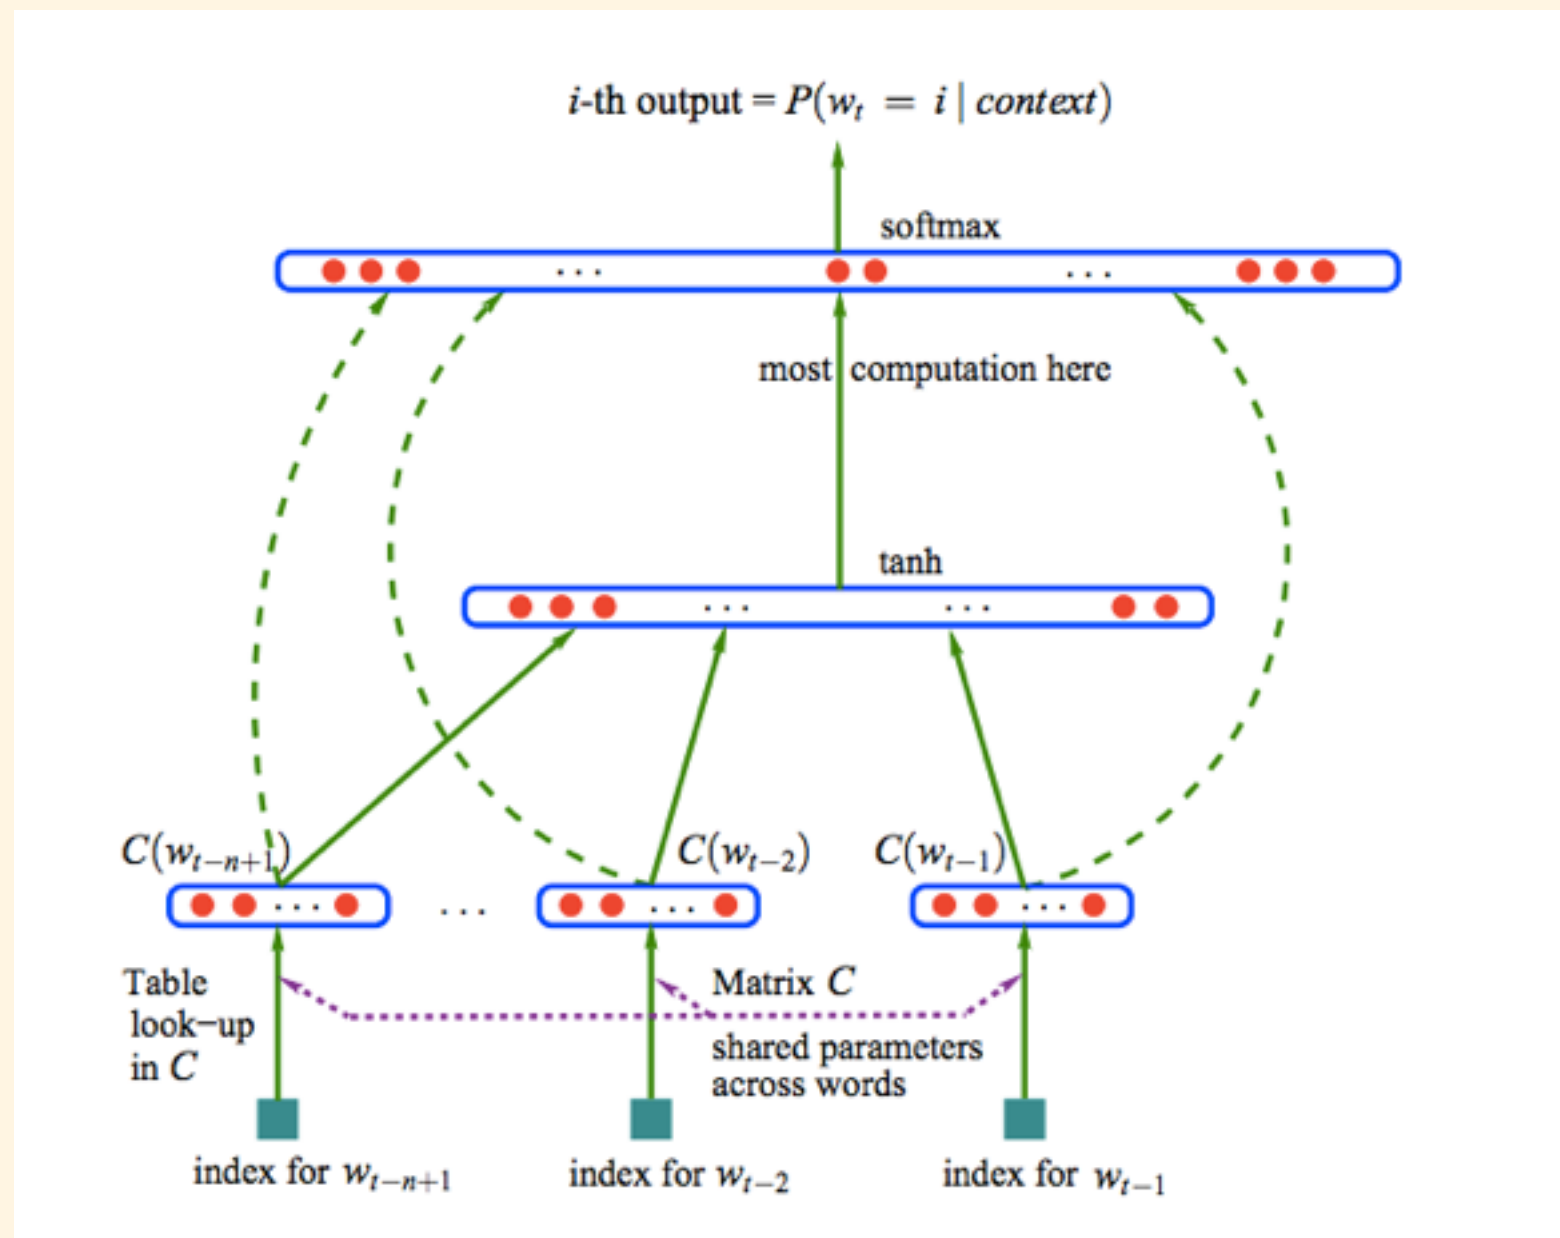 i-th output = P(w_t = i | context)
softmax
. . .
. . .
most computation here
tanh
. . .
. . .
C(w_{t−n+1})
C(w_{t−2})
C(w_{t−1})
. . .
. . .
. . .
. . .
Table
look−up
in C
Matrix C
shared parameters
across words
index for w_{t−n+1}
index for w_{t−2}
index for w_{t−1}